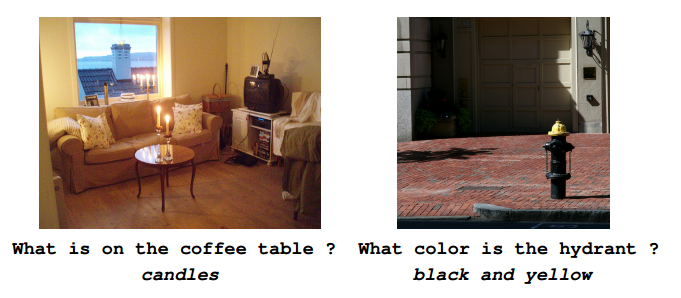 What is on the coffee table ?
candles
What color is the hydrant ?
black and yellow